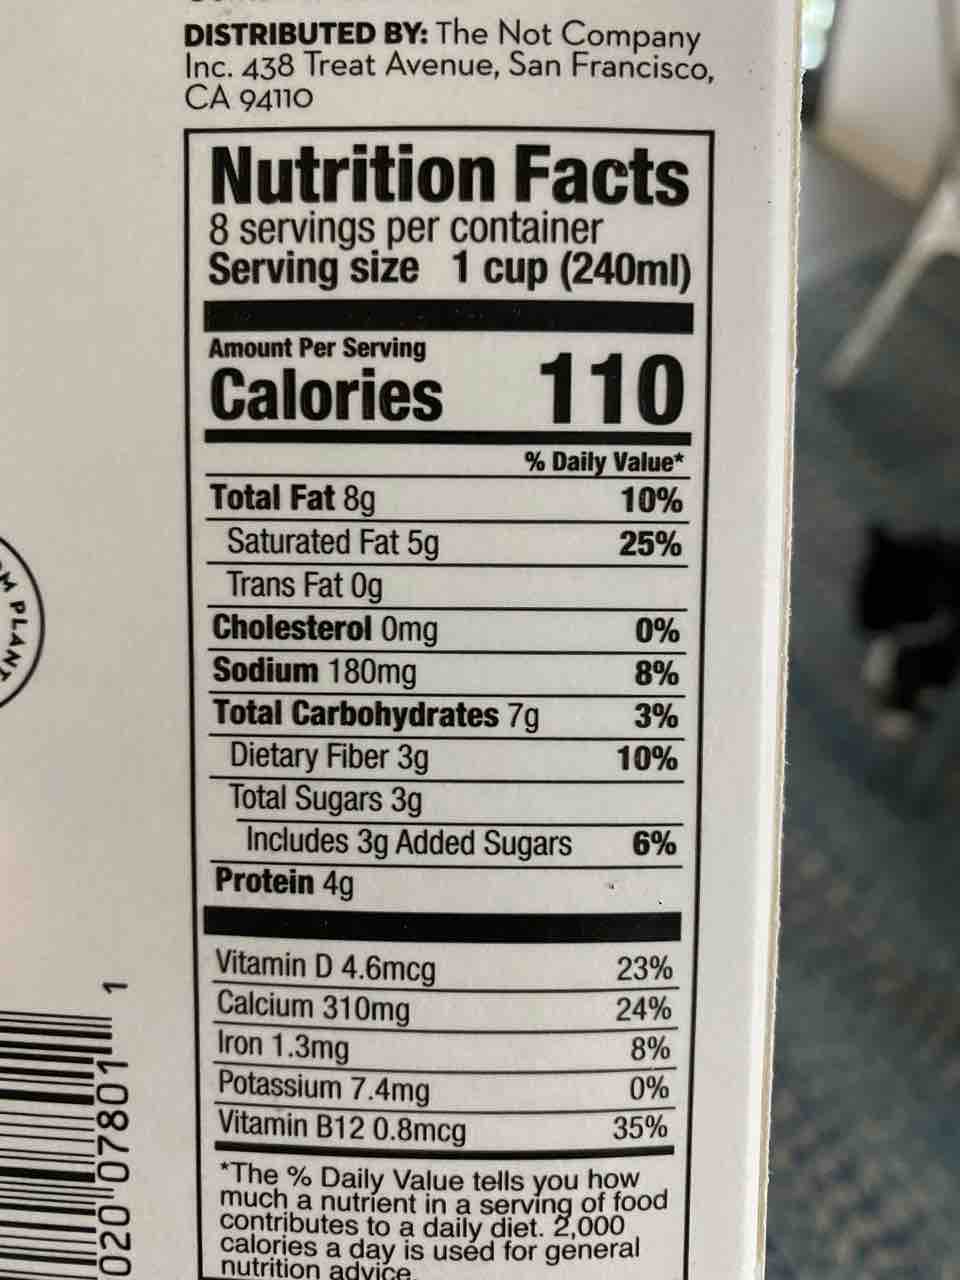 DISTRIBUTED BY: The Not Company
Inc. 438 Treat Avenue, San Francisco,
CA 94110
Nutrition Facts
8 servings per container
Serving size 1 cup (240ml)
Amount Per Serving
Calories 110
% Daily Value*
Total Fat 8g 10%
Saturated Fat 5g 25%
Trans Fat 0g
Cholesterol 0mg 0%
Sodium 180mg 8%
Total Carbohydrates 7g 3%
Dietary Fiber 3g 10%
Total Sugars 3g
Includes 3g Added Sugars 6%
Protein 4g
Vitamin D 4.6mcg 23%
Calcium 310mg 24%
Iron 1.3mg 8%
Potassium 7.4mg 0%
Vitamin B12 0.8mcg 35%
*The % Daily Value tells you how
much a nutrient in a serving of food
contributes to a daily diet. 2,000
calories a day is used for general
nutrition advice.
PLANT
02007801 1